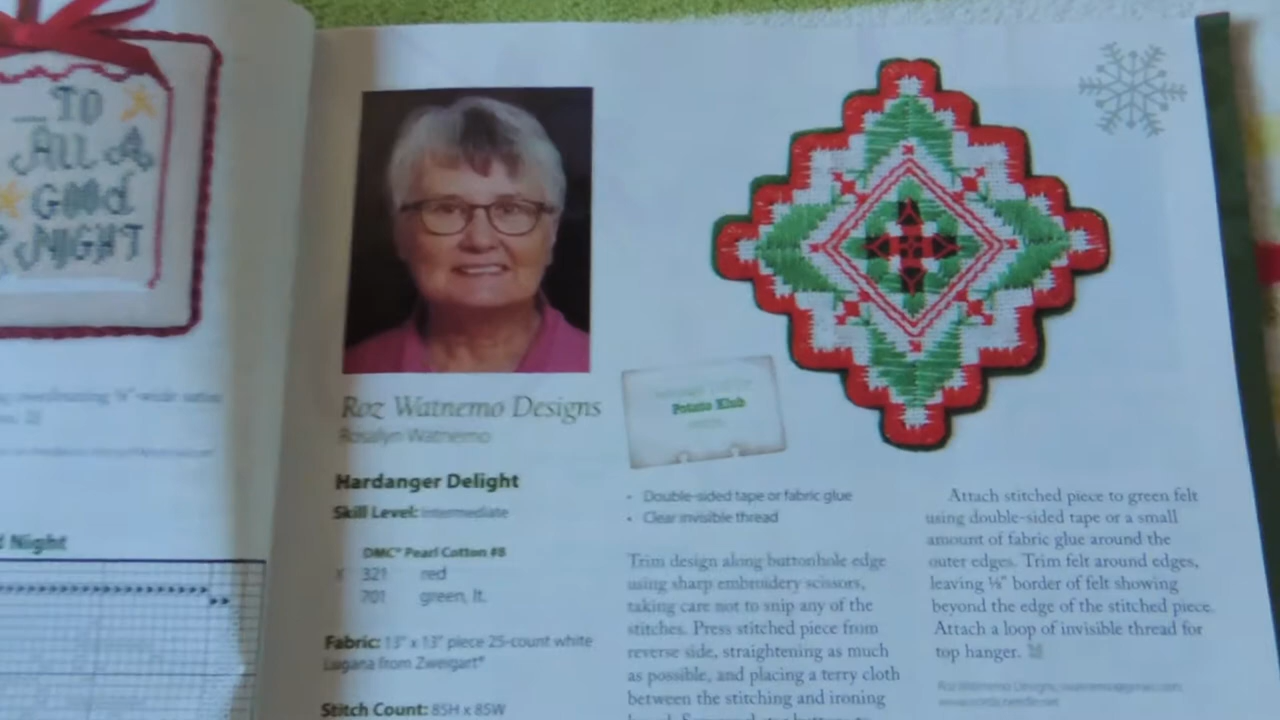 TO
ALL A
GOOD
NIGHT
Night
Roz Watnemo Designs
Rosalyn Watnemo
Hardanger Delight
Skill Level: Intermediate
DMC® Pearl Cotton #8
X 321 red
701 green, lt.
Fabric: 13" x 13" piece 25-count white
Lugana from Zweigart®
Stitch Count: 85H x 85W
Potato Klub
• Double-sided tape or fabric glue
• Clear invisible thread
Trim design along buttonhole edge
using sharp embroidery scissors,
taking care not to snip any of the
stitches. Press stitched piece from
reverse side, straightening as much
as possible, and placing a terry cloth
between the stitching and ironing
Attach stitched piece to green felt
using double-sided tape or a small
amount of fabric glue around the
outer edges. Trim felt around edges,
leaving ⅛" border of felt showing
beyond the edge of the stitched piece.
Attach a loop of invisible thread for
top hanger.
Roz Watnemo Designs,